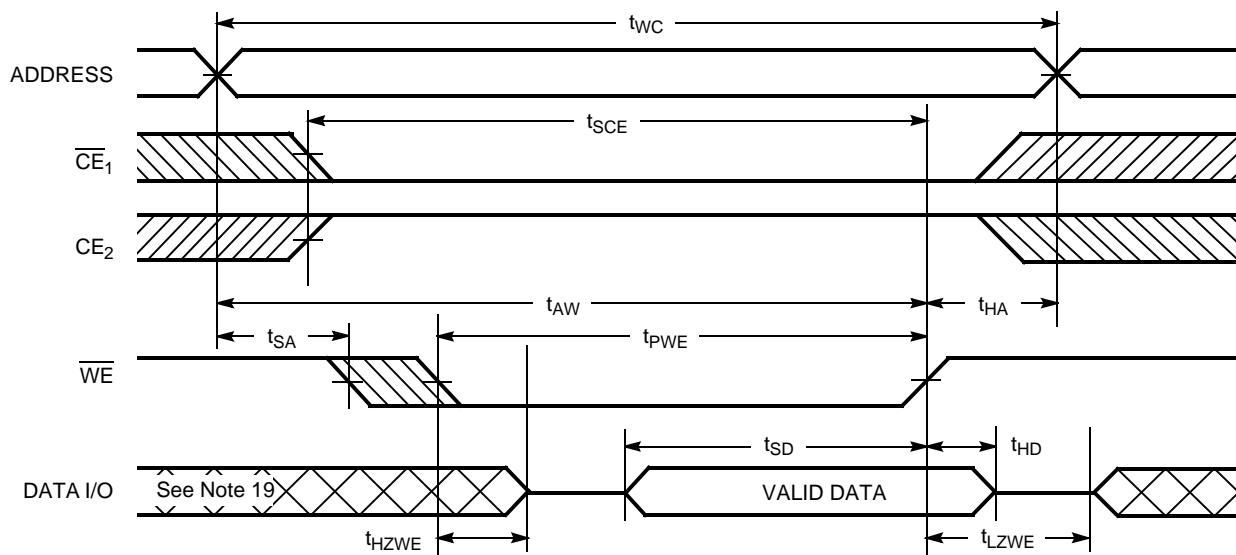 tWC
ADDRESS
tSCE
CE1
CE2
tAW
tHA
tSA
tPWE
WE
tSD
tHD
DATA I/O
See Note 19
VALID DATA
tHZWE
tLZWE